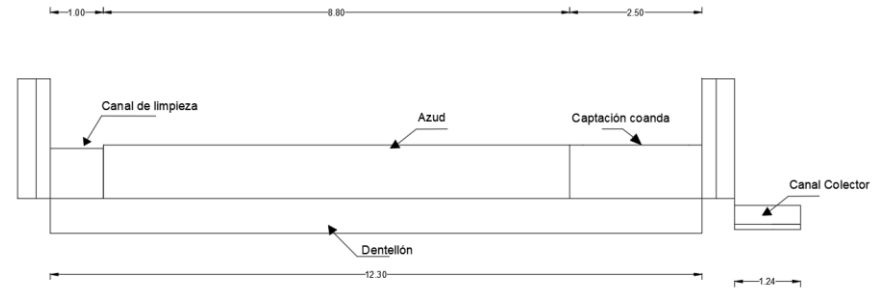 1.00
8.80
2.50
Canal de limpieza
Azud
Captación coanda
Canal Colector
Dentellón
12.30
1.24